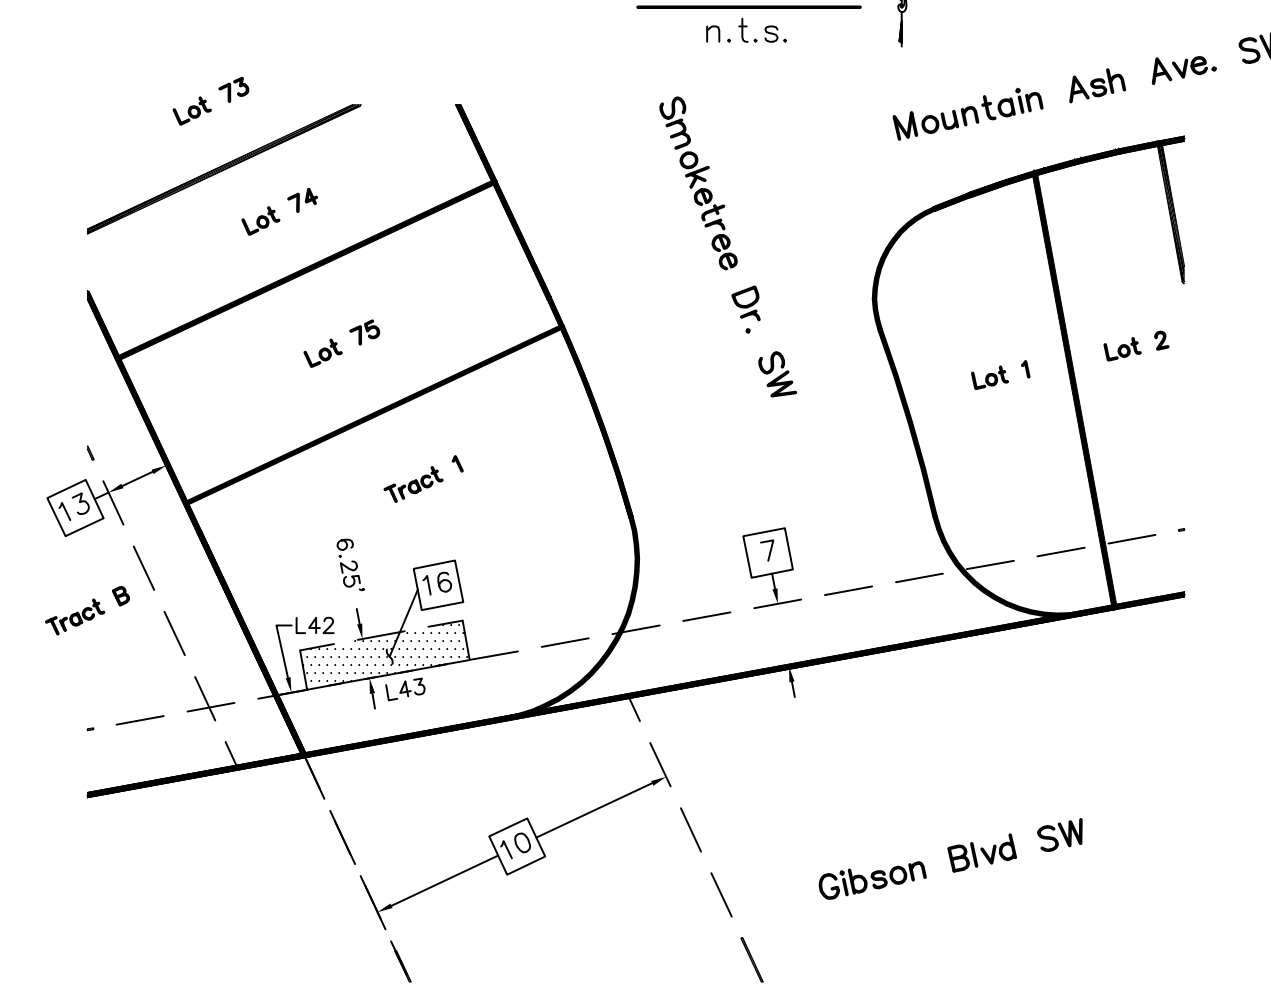 n.t.s.
Mountain Ash Ave. SW
Lot 73
Smoketree Dr. SW
Lot 74
Lot 75
Lot 1
Lot 2
Tract 1
13
6.25'
16
7
Tract B
L42
L43
10
Gibson Blvd SW